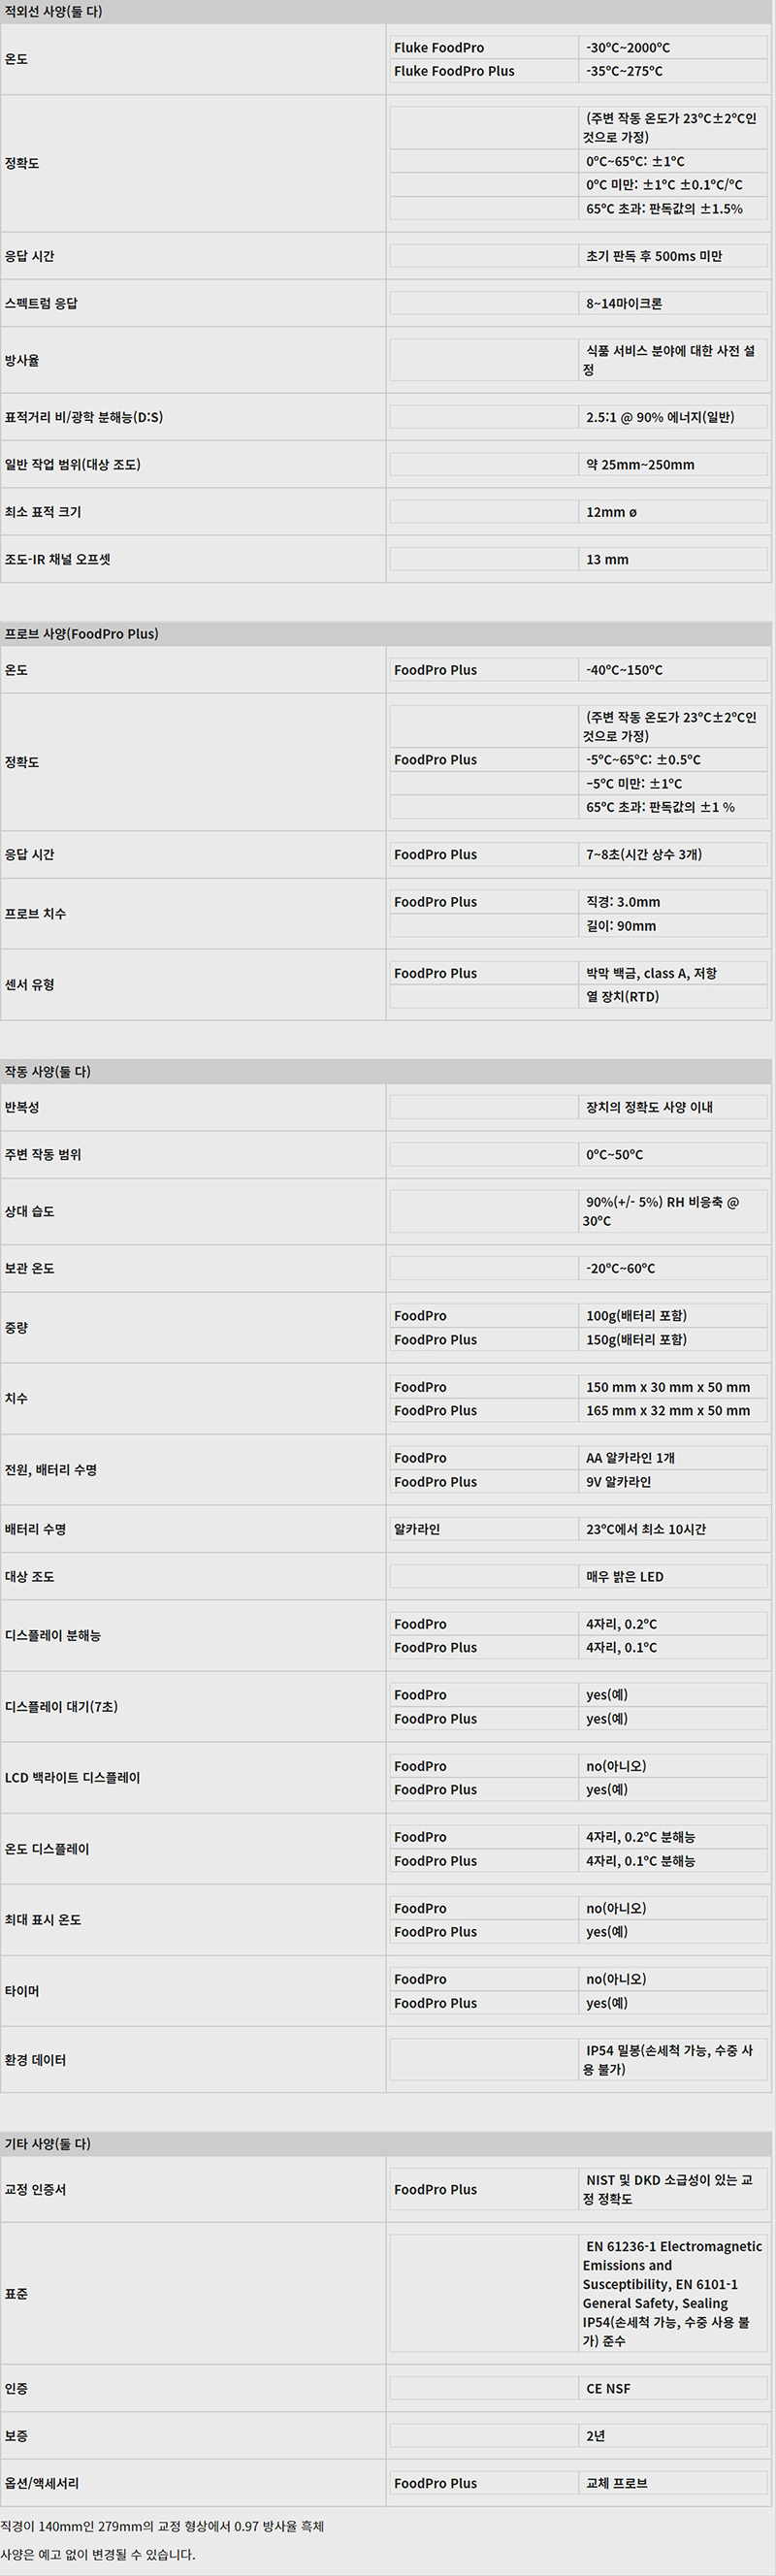 적외선 사양(둘 다)
온도
Fluke FoodPro
-30°C~2000°C
Fluke FoodPro Plus
-35°C~275°C
정확도
(주변 작동 온도가 23°C±2°C인
것으로 가정)
0°C~65°C: ±1°C
0°C 미만: ±1°C ±0.1°C/°C
65°C 초과: 판독값의 ±1.5%
응답 시간
초기 판독 후 500ms 미만
스펙트럼 응답
8~14마이크론
방사율
식품 서비스 분야에 대한 사전 설
정
표적거리 비/광학 분해능(D:S)
2.5:1 @ 90% 에너지(일반)
일반 작업 범위(대상 조도)
약 25mm~250mm
최소 표적 크기
12mm ø
조도-IR 채널 오프셋
13 mm
프로브 사양(FoodPro Plus)
온도
FoodPro Plus
-40°C~150°C
정확도
(주변 작동 온도가 23°C±2°C인
것으로 가정)
FoodPro Plus
-5°C~65°C: ±0.5°C
–5°C 미만: ±1°C
65°C 초과: 판독값의 ±1 %
응답 시간
FoodPro Plus
7~8초(시간 상수 3개)
프로브 치수
FoodPro Plus
직경: 3.0mm
길이: 90mm
센서 유형
FoodPro Plus
박막 백금, class A, 저항
열 장치(RTD)
작동 사양(둘 다)
반복성
장치의 정확도 사양 이내
주변 작동 범위
0°C~50°C
상대 습도
90%(+/- 5%) RH 비응축 @
30°C
보관 온도
-20°C~60°C
중량
FoodPro
100g(배터리 포함)
FoodPro Plus
150g(배터리 포함)
치수
FoodPro
150 mm x 30 mm x 50 mm
FoodPro Plus
165 mm x 32 mm x 50 mm
전원, 배터리 수명
FoodPro
AA 알카라인 1개
FoodPro Plus
9V 알카라인
배터리 수명
알카라인
23°C에서 최소 10시간
대상 조도
매우 밝은 LED
디스플레이 분해능
FoodPro
4자리, 0.2°C
FoodPro Plus
4자리, 0.1°C
디스플레이 대기(7초)
FoodPro
yes(예)
FoodPro Plus
yes(예)
LCD 백라이트 디스플레이
FoodPro
no(아니오)
FoodPro Plus
yes(예)
온도 디스플레이
FoodPro
4자리, 0.2°C 분해능
FoodPro Plus
4자리, 0.1°C 분해능
최대 표시 온도
FoodPro
no(아니오)
FoodPro Plus
yes(예)
타이머
FoodPro
no(아니오)
FoodPro Plus
yes(예)
환경 데이터
IP54 밀봉(손세척 가능, 수중 사
용 불가)
기타 사양(둘 다)
교정 인증서
FoodPro Plus
NIST 및 DKD 소급성이 있는 교
정 정확도
표준
EN 61236-1 Electromagnetic
Emissions and
Susceptibility, EN 6101-1
General Safety, Sealing
IP54(손세척 가능, 수중 사용 불
가) 준수
인증
CE NSF
보증
2년
옵션/액세서리
FoodPro Plus
교체 프로브
직경이 140mm인 279mm의 교정 형상에서 0.97 방사율 흑체
사양은 예고 없이 변경될 수 있습니다.